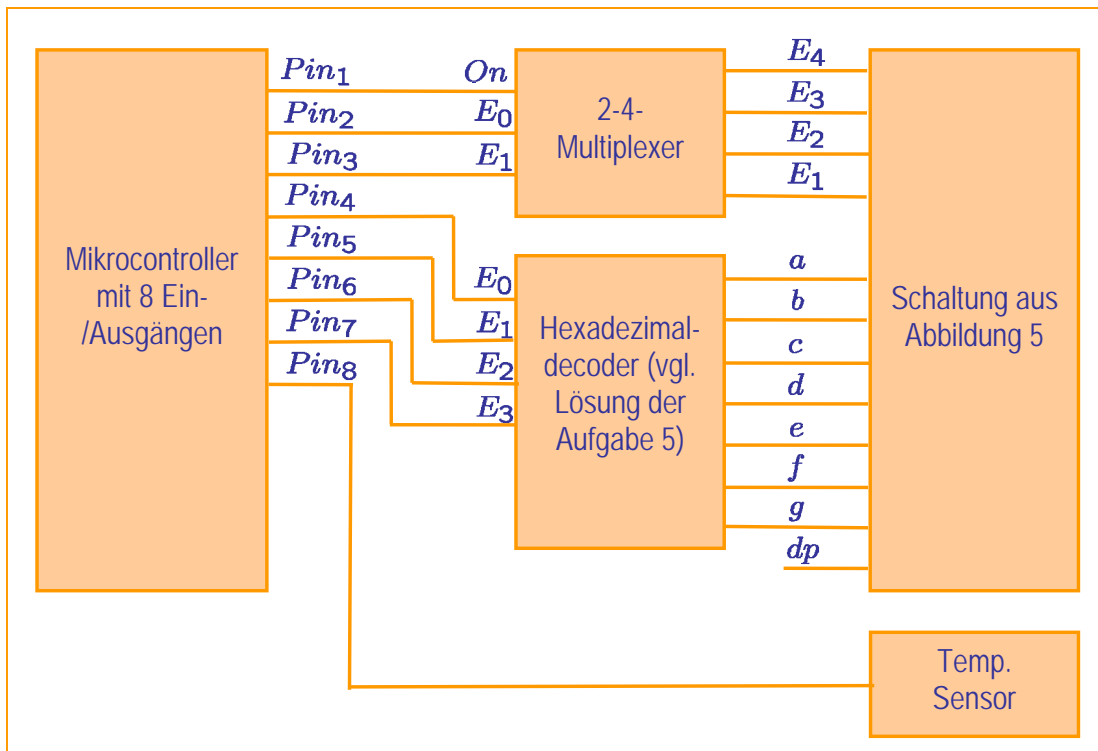 Mikrocontroller
mit 8 Ein-
/Ausgängen
Pin₁
Pin₂
Pin₃
Pin₄
Pin₅
Pin₆
Pin₇
Pin₈
On
E₀
E₁
2-4-
Multiplexer
E₄
E₃
E₂
E₁
E₀
E₁
E₂
E₃
Hexadezimal-
decoder (vgl.
Lösung der
Aufgabe 5)
a
b
c
d
e
f
g
dp
Schaltung aus
Abbildung 5
Temp.
Sensor